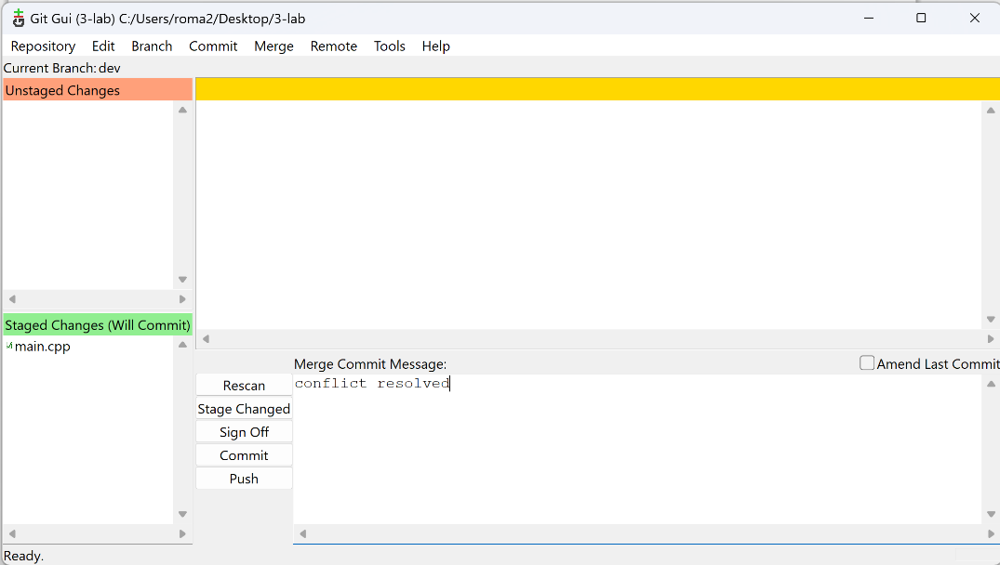 Git Gui (3-lab) C:/Users/roma2/Desktop/3-lab
Repository Edit Branch Commit Merge Remote Tools Help
Current Branch: dev
Unstaged Changes
Staged Changes (Will Commit)
main.cpp
Merge Commit Message:
Amend Last Commit
conflict resolved
Rescan
Stage Changed
Sign Off
Commit
Push
Ready.